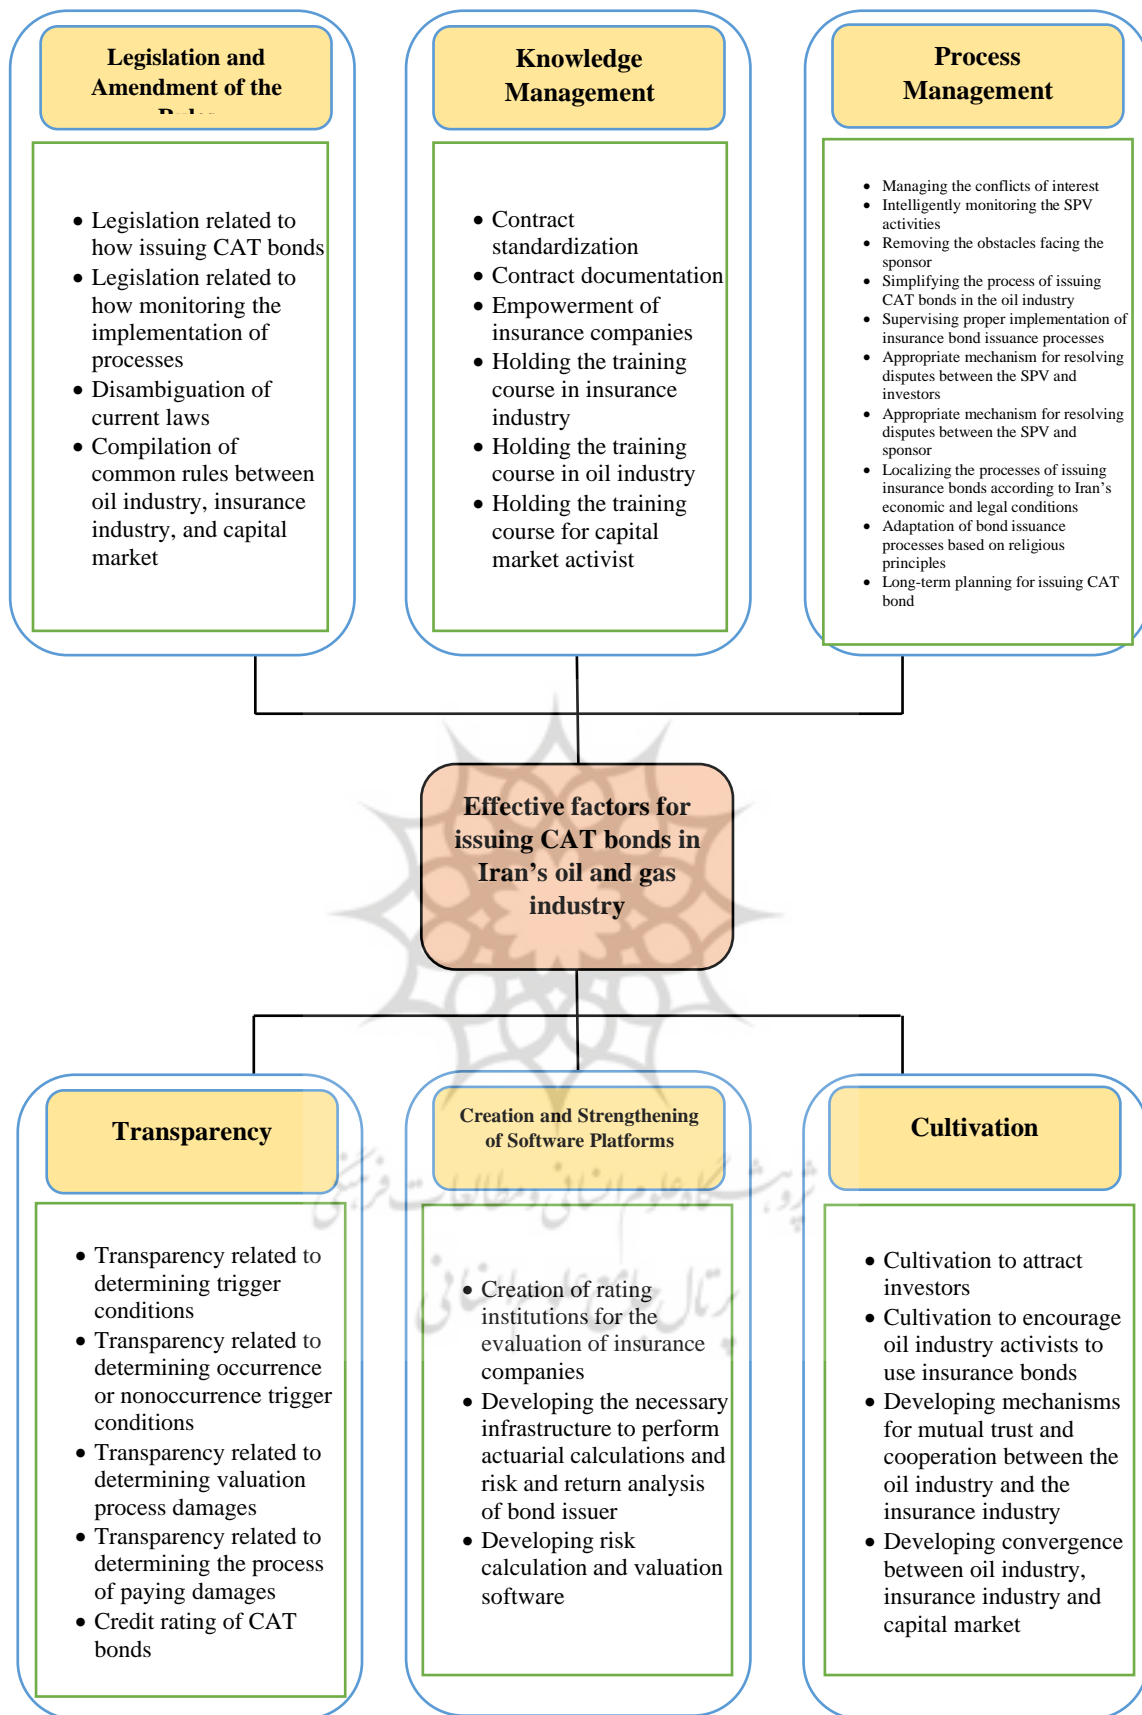 Legislation and
Amendment of the
Rules
• Legislation related to
how issuing CAT bonds
• Legislation related to
how monitoring the
implementation of
processes
• Disambiguation of
current laws
• Compilation of
common rules between
oil industry, insurance
industry, and capital
market
Knowledge
Management
• Contract
standardization
• Contract documentation
• Empowerment of
insurance companies
• Holding the training
course in insurance
industry
• Holding the training
course in oil industry
• Holding the training
course for capital
market activist
Process
Management
• Managing the conflicts of interest
• Intelligently monitoring the SPV
activities
• Removing the obstacles facing the
sponsor
• Simplifying the process of issuing
CAT bonds in the oil industry
• Supervising proper implementation of
insurance bond issuance processes
• Appropriate mechanism for resolving
disputes between the SPV and
investors
• Appropriate mechanism for resolving
disputes between the SPV and
sponsor
• Localizing the processes of issuing
insurance bonds according to Iran’s
economic and legal conditions
• Adaptation of bond issuance
processes based on religious
principles
• Long-term planning for issuing CAT
bond
Effective factors for
issuing CAT bonds in
Iran’s oil and gas
industry
Transparency
• Transparency related to
determining trigger
conditions
• Transparency related to
determining occurrence
or nonoccurrence trigger
conditions
• Transparency related to
determining valuation
process damages
• Transparency related to
determining the process
of paying damages
• Credit rating of CAT
bonds
Creation and Strengthening
of Software Platforms
• Creation of rating
institutions for the
evaluation of insurance
companies
• Developing the necessary
infrastructure to perform
actuarial calculations and
risk and return analysis
of bond issuer
• Developing risk
calculation and valuation
software
Cultivation
• Cultivation to attract
investors
• Cultivation to encourage
oil industry activists to
use insurance bonds
• Developing mechanisms
for mutual trust and
cooperation between the
oil industry and the
insurance industry
• Developing convergence
between oil industry,
insurance industry and
capital market
پژوهشگاه علوم انسانی و مطالعات فرهنگی
پرتال جامع علوم انسانی